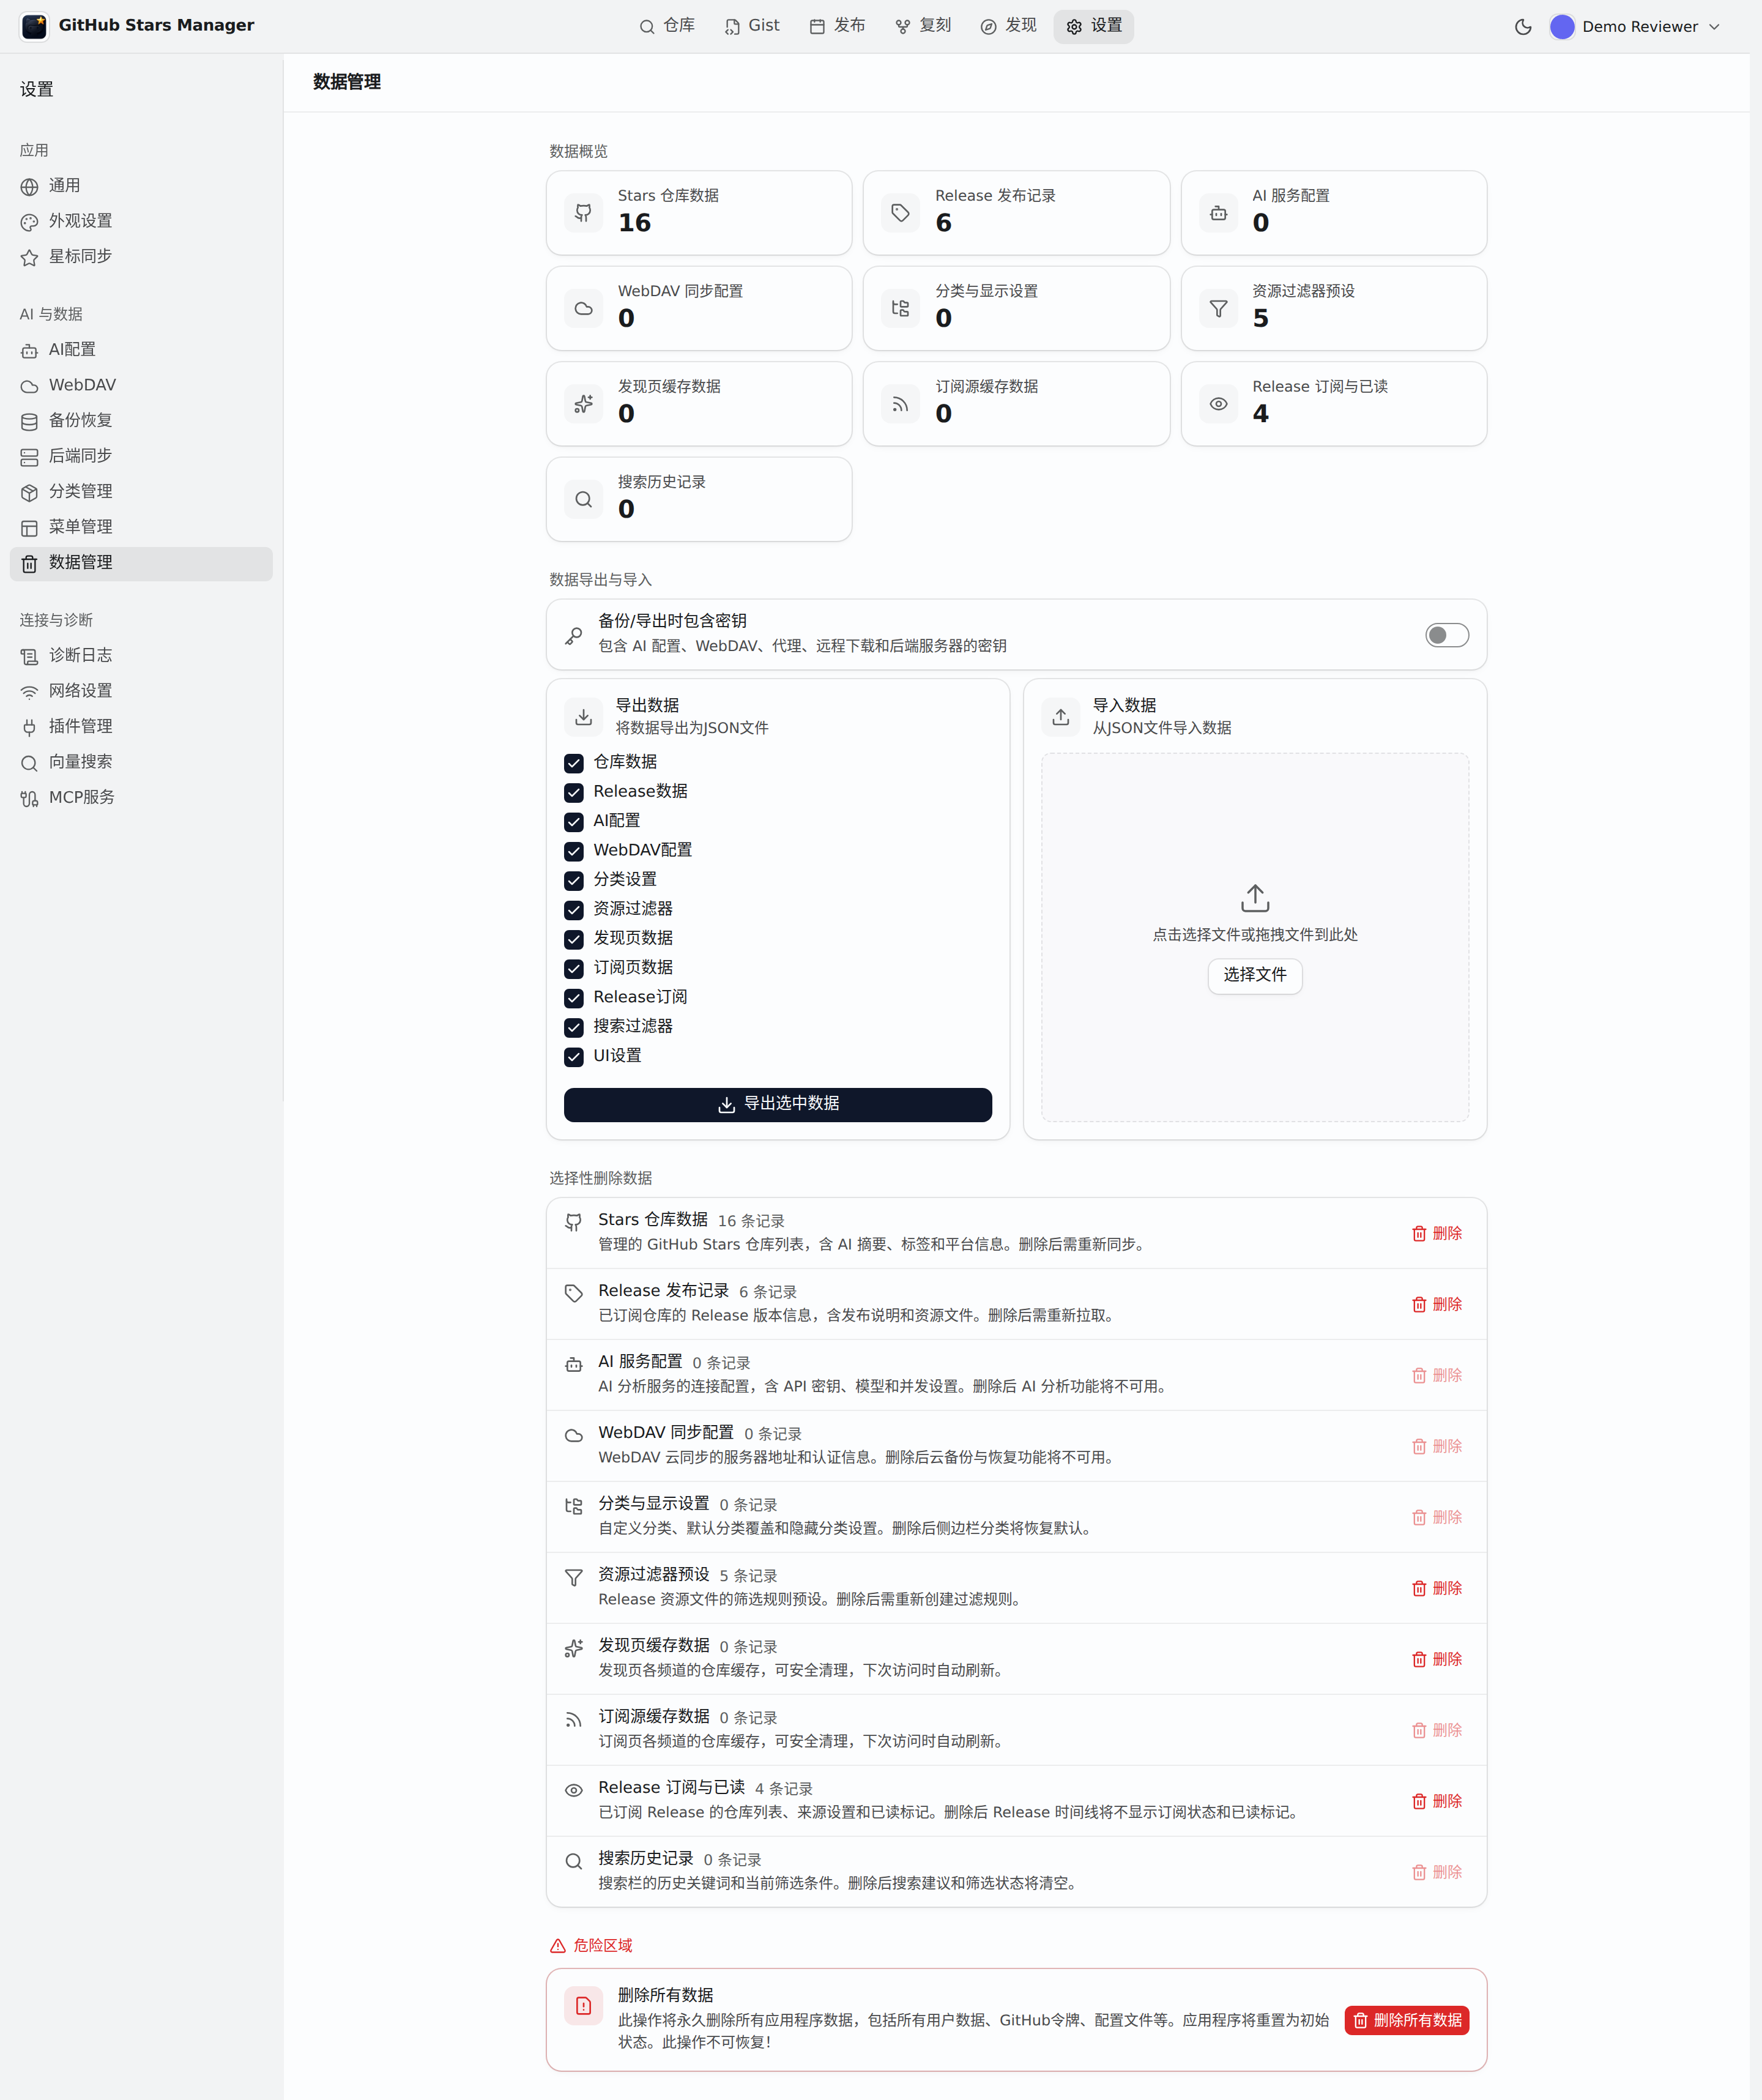 GitHub Stars Manager
仓库
Gist
发布
复刻
发现
设置
Demo Reviewer
设置
应用
通用
外观设置
星标同步
AI 与数据
AI配置
WebDAV
备份恢复
后端同步
分类管理
菜单管理
数据管理
连接与诊断
诊断日志
网络设置
插件管理
向量搜索
MCP服务
数据管理
数据概览
Stars 仓库数据
16
Release 发布记录
6
AI 服务配置
0
WebDAV 同步配置
0
分类与显示设置
0
资源过滤器预设
5
发现页缓存数据
0
订阅源缓存数据
0
Release 订阅与已读
4
搜索历史记录
0
数据导出与导入
备份/导出时包含密钥
包含 AI 配置、WebDAV、代理、远程下载和后端服务器的密钥
导出数据
将数据导出为JSON文件
仓库数据
Release数据
AI配置
WebDAV配置
分类设置
资源过滤器
发现页数据
订阅页数据
Release订阅
搜索过滤器
UI设置
导出选中数据
导入数据
从JSON文件导入数据
点击选择文件或拖拽文件到此处
选择文件
选择性删除数据
Stars 仓库数据 16 条记录
管理的 GitHub Stars 仓库列表，含 AI 摘要、标签和平台信息。删除后需重新同步。
删除
Release 发布记录 6 条记录
已订阅仓库的 Release 版本信息，含发布说明和资源文件。删除后需重新拉取。
删除
AI 服务配置 0 条记录
AI 分析服务的连接配置，含 API 密钥、模型和并发设置。删除后 AI 分析功能将不可用。
删除
WebDAV 同步配置 0 条记录
WebDAV 云同步的服务器地址和认证信息。删除后云备份与恢复功能将不可用。
删除
分类与显示设置 0 条记录
自定义分类、默认分类覆盖和隐藏分类设置。删除后侧边栏分类将恢复默认。
删除
资源过滤器预设 5 条记录
Release 资源文件的筛选规则预设。删除后需重新创建过滤规则。
删除
发现页缓存数据 0 条记录
发现页各频道的仓库缓存，可安全清理，下次访问时自动刷新。
删除
订阅源缓存数据 0 条记录
订阅页各频道的仓库缓存，可安全清理，下次访问时自动刷新。
删除
Release 订阅与已读 4 条记录
已订阅 Release 的仓库列表、来源设置和已读标记。删除后 Release 时间线将不显示订阅状态和已读标记。
删除
搜索历史记录 0 条记录
搜索栏的历史关键词和当前筛选条件。删除后搜索建议和筛选状态将清空。
删除
危险区域
删除所有数据
此操作将永久删除所有应用程序数据，包括所有用户数据、GitHub令牌、配置文件等。应用程序将重置为初始
状态。此操作不可恢复！
删除所有数据